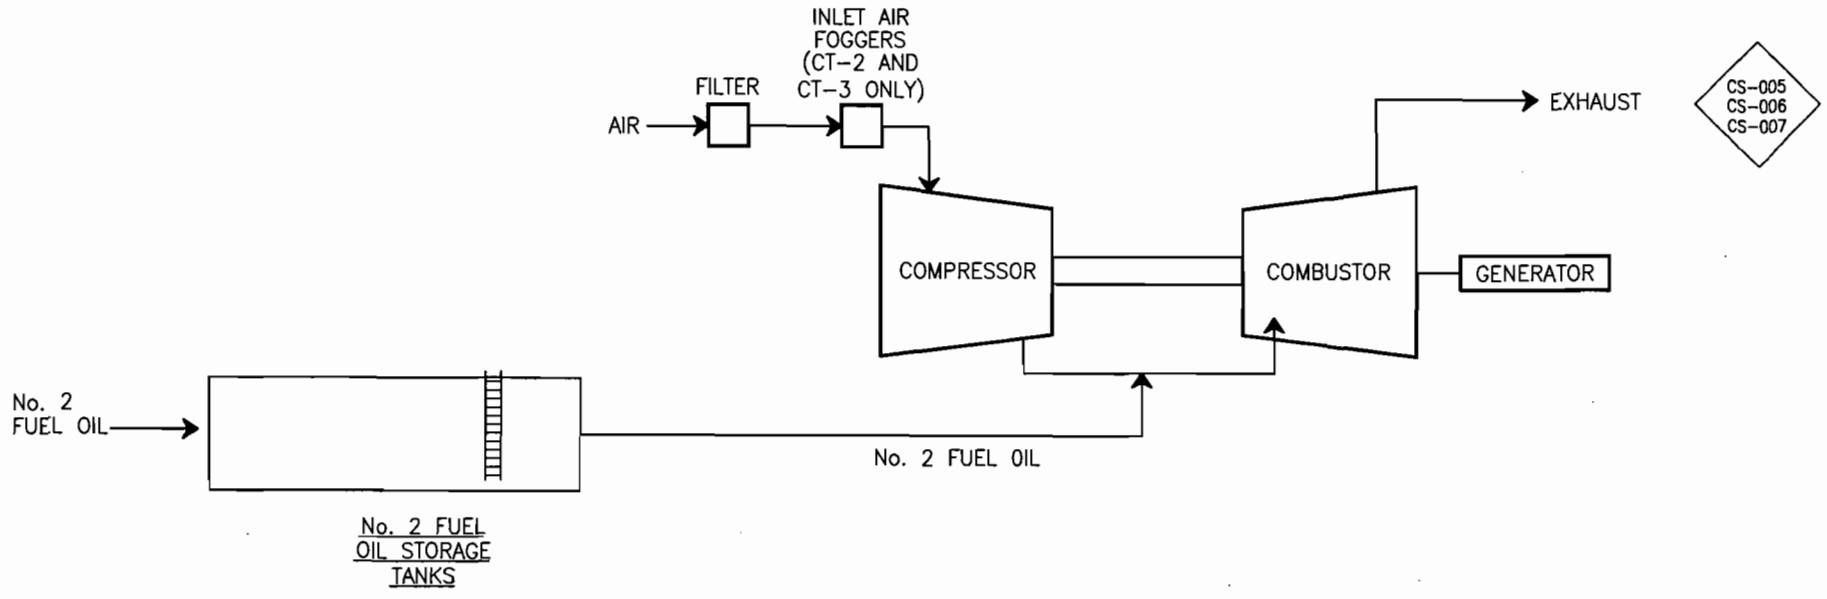 INLET AIR
FOGGERS
(CT-2 AND
CT-3 ONLY)
FILTER
AIR
EXHAUST
CS-005
CS-006
CS-007
COMPRESSOR
COMBUSTOR
GENERATOR
No. 2
FUEL OIL
No. 2 FUEL OIL
No. 2 FUEL
OIL STORAGE
TANKS